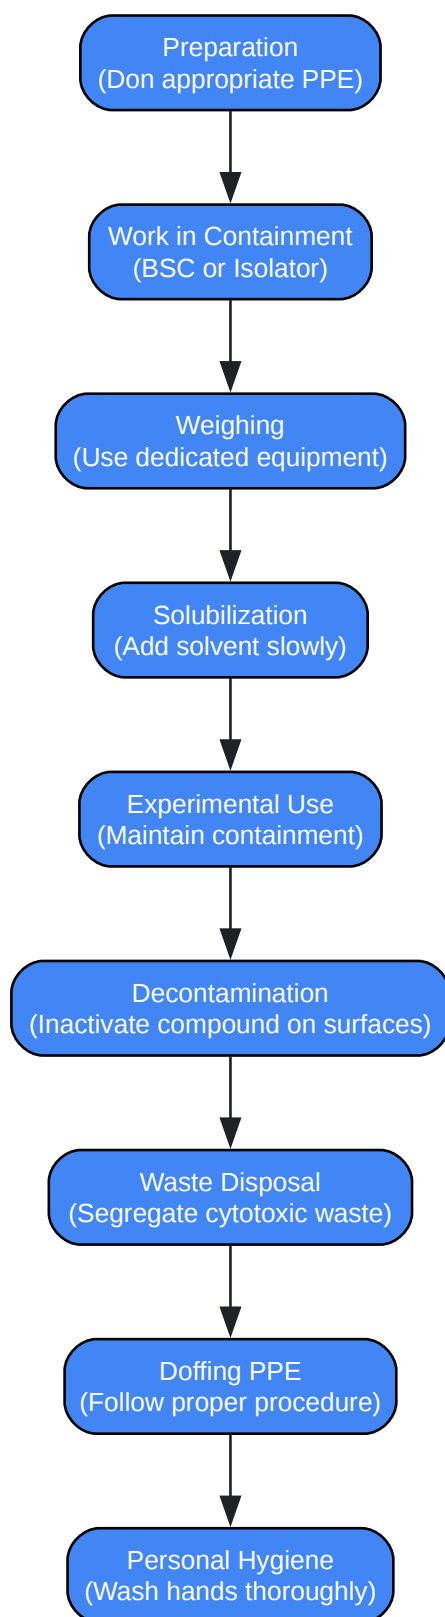 Preparation
(Don appropriate PPE)
Work in Containment
(BSC or Isolator)
Weighing
(Use dedicated equipment)
Solubilization
(Add solvent slowly)
Experimental Use
(Maintain containment)
Decontamination
(Inactivate compound on surfaces)
Waste Disposal
(Segregate cytotoxic waste)
Doffing PPE
(Follow proper procedure)
Personal Hygiene
(Wash hands thoroughly)